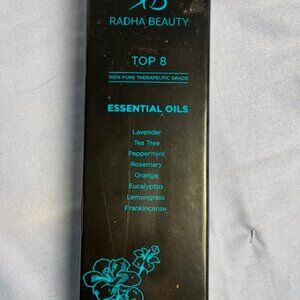 RADHA BEAUTY
TOP 8
100% PURE THERAPEUTIC GRADE
ESSENTIAL OILS
Lavender
Tea Tree
Peppermint
Rosemary
Orange
Eucalyptus
Lemongrass
Frankincense